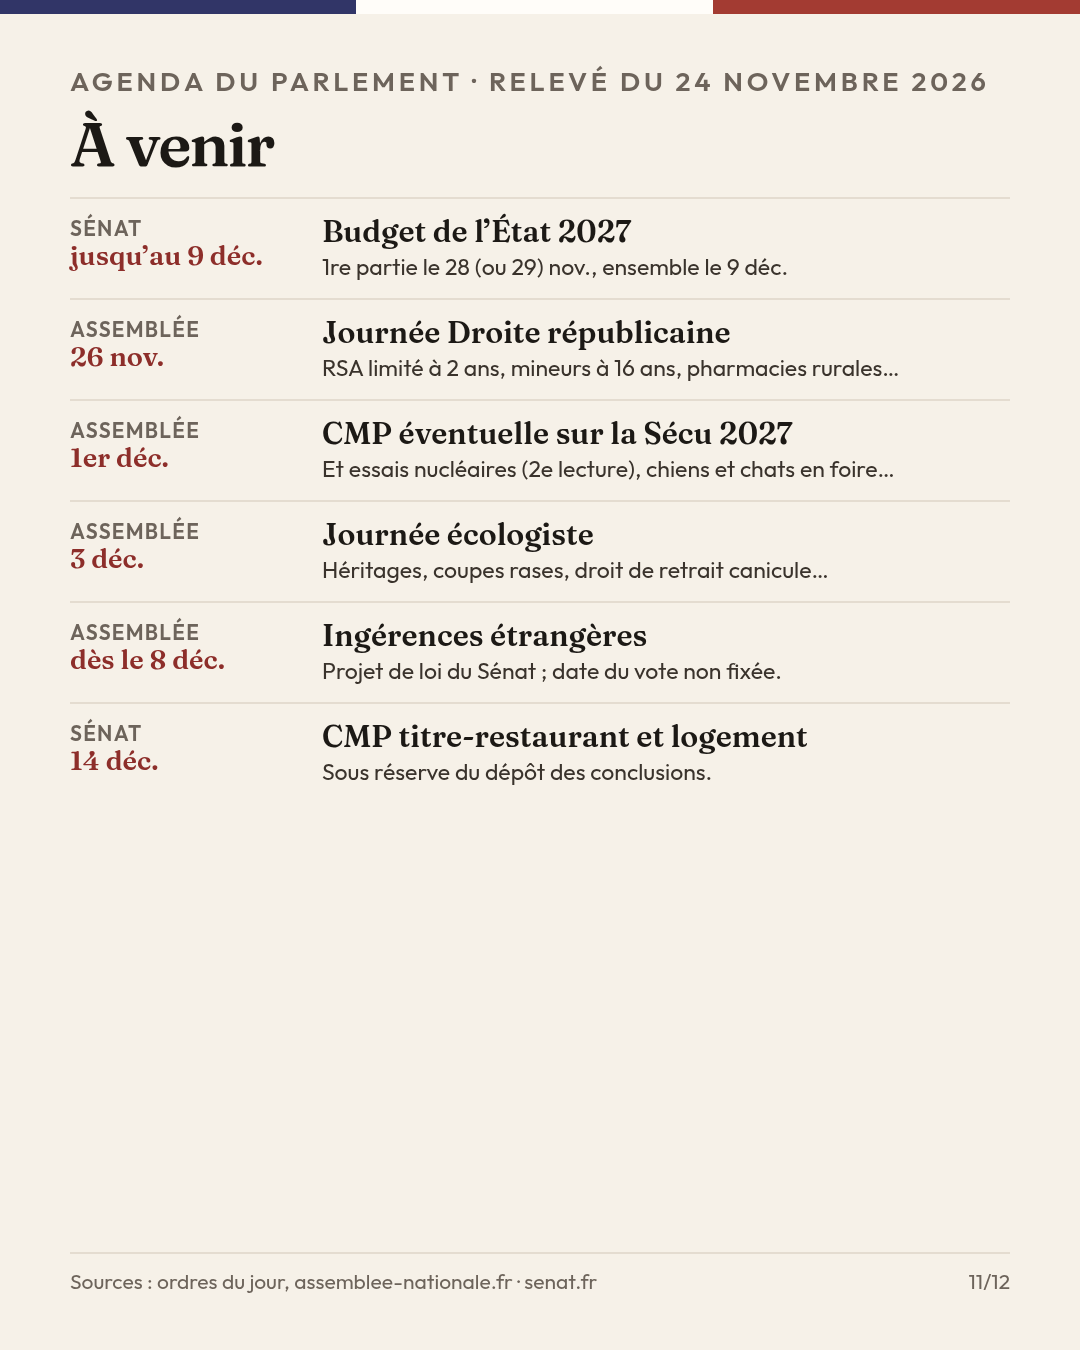 AGENDA DU PARLEMENT · RELEVÉ DU 24 NOVEMBRE 2026
À venir
SÉNAT
jusqu’au 9 déc.
Budget de l’État 2027
1re partie le 28 (ou 29) nov., ensemble le 9 déc.
ASSEMBLÉE
26 nov.
Journée Droite républicaine
RSA limité à 2 ans, mineurs à 16 ans, pharmacies rurales…
ASSEMBLÉE
1er déc.
CMP éventuelle sur la Sécu 2027
Et essais nucléaires (2e lecture), chiens et chats en foire…
ASSEMBLÉE
3 déc.
Journée écologiste
Héritages, coupes rases, droit de retrait canicule…
ASSEMBLÉE
dès le 8 déc.
Ingérences étrangères
Projet de loi du Sénat ; date du vote non fixée.
SÉNAT
14 déc.
CMP titre-restaurant et logement
Sous réserve du dépôt des conclusions.
Sources : ordres du jour, assemblee-nationale.fr · senat.fr
11/12